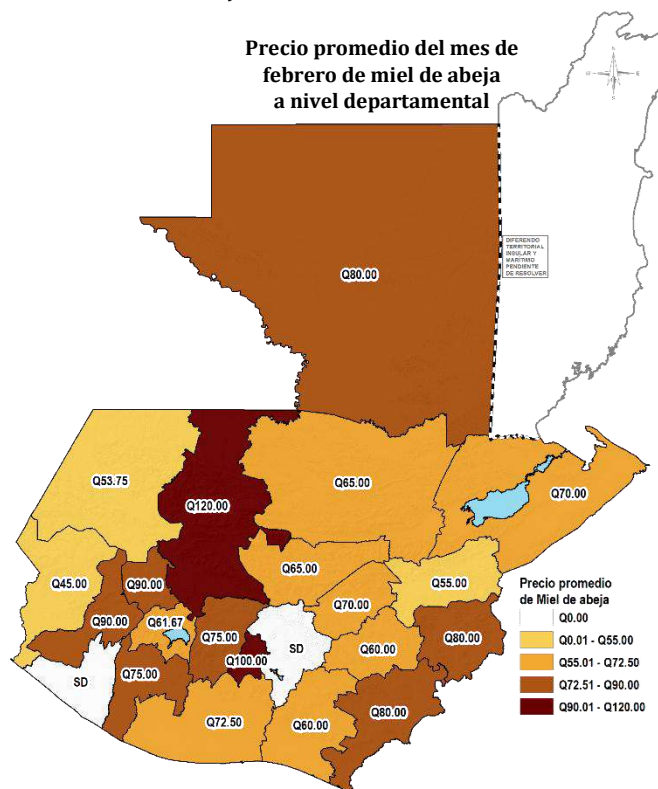 Precio promedio del mes de
febrero de miel de abeja
a nivel departamental
N
DIFERENDO
TERRITORIAL
INSULAR Y
MARÍTIMO
PENDIENTE
DE RESOLVER
Q80.00
Q53.75
Q120.00
Q65.00
Q70.00
Q45.00
Q90.00
Q65.00
Q55.00
Q90.00
Q61.67
Q75.00
Q70.00
Q80.00
SD
Q60.00
Q100.00
SD
Q75.00
Q72.50
Q60.00
Q80.00
Precio promedio
de Miel de abeja
Q0.00
Q0.01 - Q55.00
Q55.01 - Q72.50
Q72.51 - Q90.00
Q90.01 - Q120.00